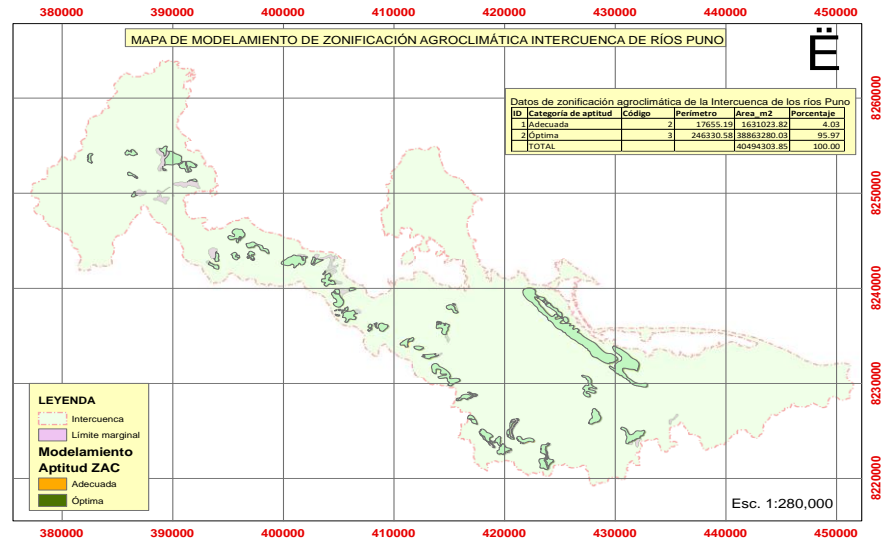 380000 390000 400000 410000 420000 430000 440000 450000
MAPA DE MODELAMIENTO DE ZONIFICACIÓN AGROCLIMÁTICA INTERCUENCA DE RÍOS PUNO
Ë
8260000
Datos de zonificación agroclimática de la Intercuenca de los ríos Puno
ID Categoría de aptitud Código Perímetro Area_m2 Porcentaje
1 Adecuada 2 17655.19 1631023.82 4.03
2 Óptima 3 246330.58 38863280.03 95.97
TOTAL 40494303.85 100.00
8250000
8240000
8230000
8220000
LEYENDA
Intercuenca
Límite marginal
Modelamiento
Aptitud ZAC
Adecuada
Óptima
Esc. 1:280,000
380000 390000 400000 410000 420000 430000 440000 450000